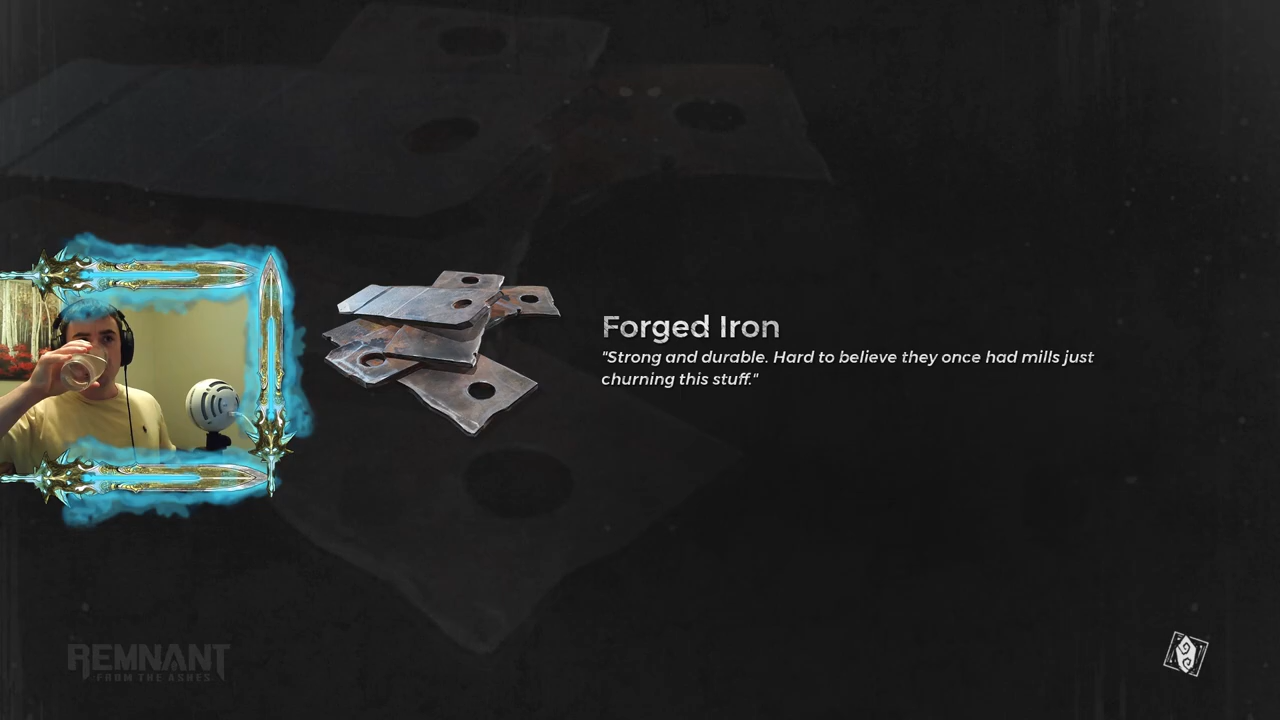 Forged Iron
"Strong and durable. Hard to believe they once had mills just
churning this stuff."
REMNANT
FROM THE ASHES